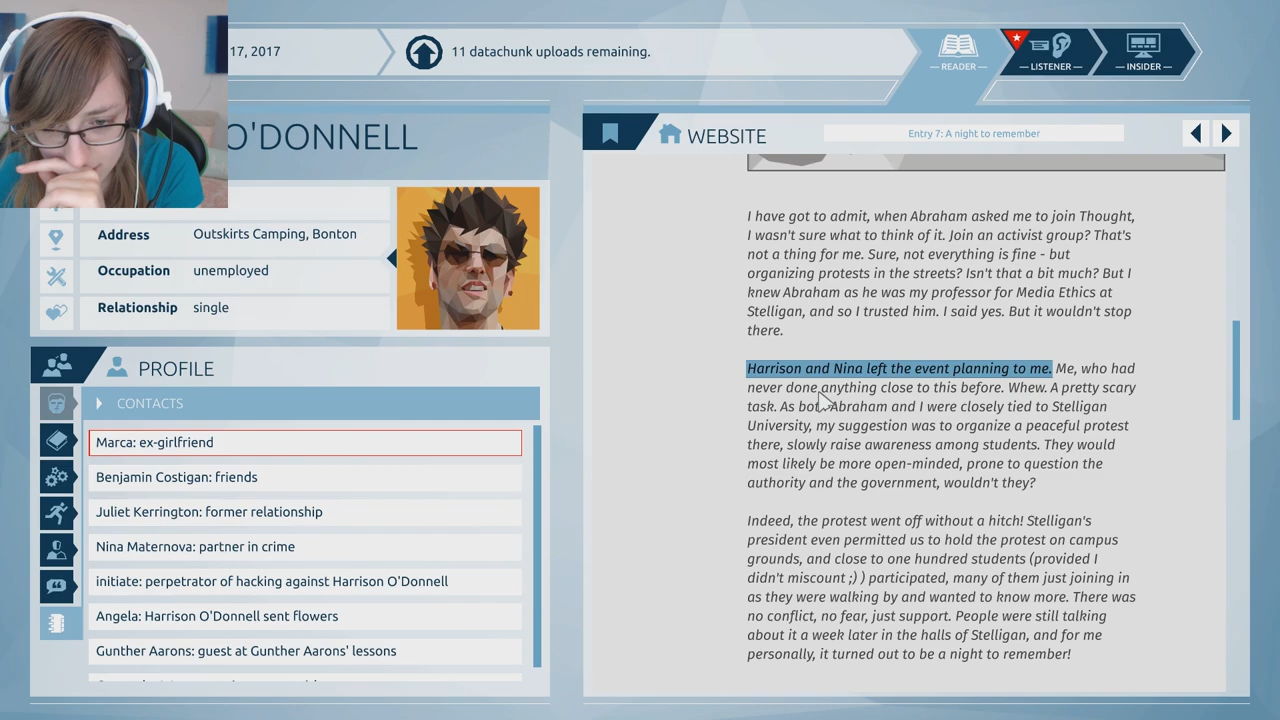 17, 2017
11 datachunk uploads remaining.
— READER —
— LISTENER —
— INSIDER —
O'DONNELL
Address Outskirts Camping, Bonton
Occupation unemployed
Relationship single
PROFILE
CONTACTS
Marca: ex-girlfriend
Benjamin Costigan: friends
Juliet Kerrington: former relationship
Nina Maternova: partner in crime
initiate: perpetrator of hacking against Harrison O'Donnell
Angela: Harrison O'Donnell sent flowers
Gunther Aarons: guest at Gunther Aarons' lessons
WEBSITE
Entry 7: A night to remember
I have got to admit, when Abraham asked me to join Thought,
I wasn't sure what to think of it. Join an activist group? That's
not a thing for me. Sure, not everything is fine - but
organizing protests in the streets? Isn't that a bit much? But I
knew Abraham as he was my professor for Media Ethics at
Stelligan, and so I trusted him. I said yes. But it wouldn't stop
there.
Harrison and Nina left the event planning to me. Me, who had
never done anything close to this before. Whew. A pretty scary
task. As both Abraham and I were closely tied to Stelligan
University, my suggestion was to organize a peaceful protest
there, slowly raise awareness among students. They would
most likely be more open-minded, prone to question the
authority and the government, wouldn't they?
Indeed, the protest went off without a hitch! Stelligan's
president even permitted us to hold the protest on campus
grounds, and close to one hundred students (provided I
didn't miscount ;) ) participated, many of them just joining in
as they were walking by and wanted to know more. There was
no conflict, no fear, just support. People were still talking
about it a week later in the halls of Stelligan, and for me
personally, it turned out to be a night to remember!